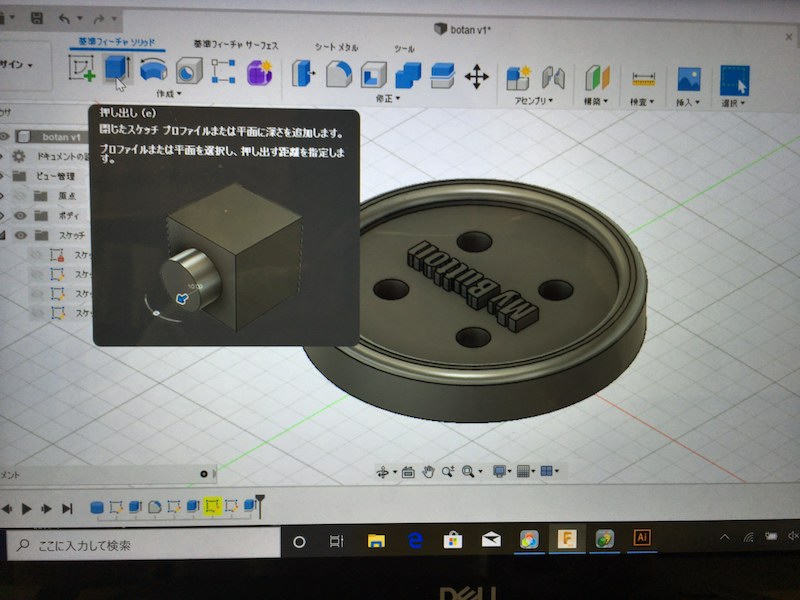 botan v1*
基準フィーチャ ソリッド
基準フィーチャ サーフェス
シート メタル
ツール
ザイン
作成
修正
アセンブリ
構築
検査
挿入
選択
押し出し (e)
閉じたスケッチ プロファイルまたは平面に深さを追加します。
プロファイルまたは平面を選択し、押し出す距離を指定しま
す。
botan v1
ドキュメントの設
ビュー管理
原点
ボディ
スケッチ
スケッ
スケッ
スケッ
スケッ
10.00
My Button
メント
ここに入力して検索
F
Ai
DELL